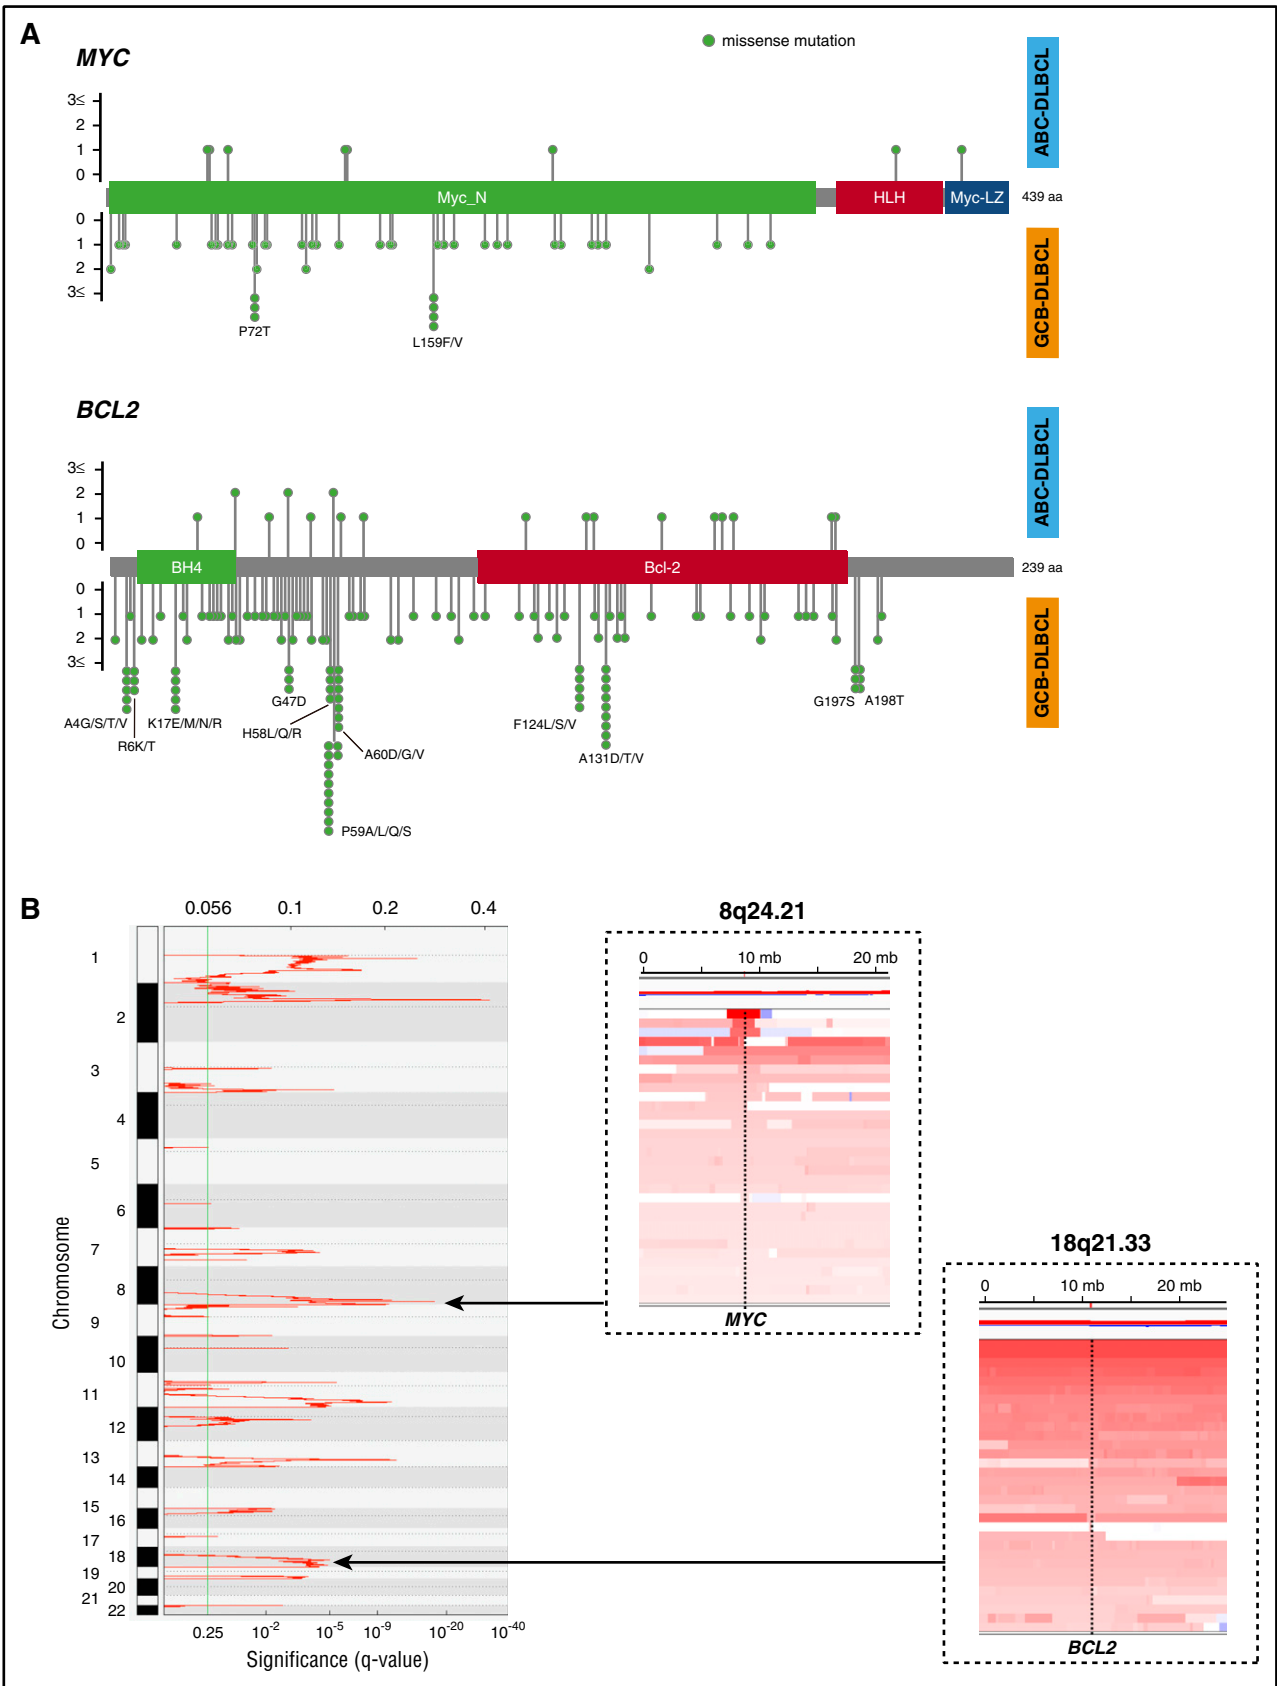 A
MYC
missense mutation
3≤
2
1
0
Myc_N
HLH
Myc-LZ
439 aa
0
1
2
3≤
P72T
L159F/V
ABC-DLBCL
GCB-DLBCL
BCL2
3≤
2
1
0
BH4
Bcl-2
239 aa
0
1
2
3≤
A4G/S/T/V
R6K/T
K17E/M/N/R
G47D
H58L/Q/R
A60D/G/V
P59A/L/Q/S
F124L/S/V
A131D/T/V
G197S
A198T
ABC-DLBCL
GCB-DLBCL
B
0.056 0.1 0.2 0.4
Chromosome
1
2
3
4
5
6
7
8
9
10
11
12
13
14
15
16
17
18
19
20
21
22
0.25 10-2 10-5 10-9 10-20 10-40
Significance (q-value)
8q24.21
0 10 mb 20 mb
MYC
18q21.33
0 10 mb 20 mb
BCL2